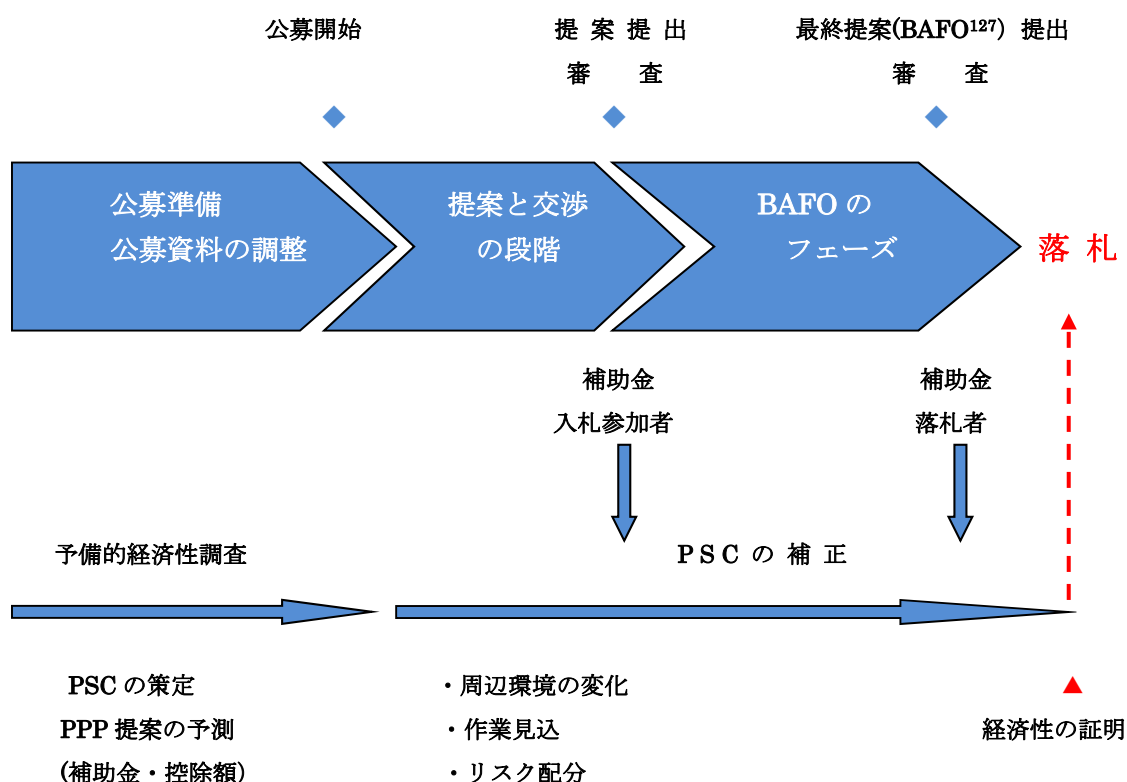 公募開始
提 案 提 出
審　　査
最終提案(BAFO¹²⁷）提出
審　　査
公募準備
公募資料の調整
提案と交渉
の段階
BAFO の
フェーズ
落 札
補助金
入札参加者
補助金
落札者
予備的経済性調査
P S C の 補 正
PSC の策定
PPP 提案の予測
(補助金・控除額)
・周辺環境の変化
・作業見込
・リスク配分
経済性の証明